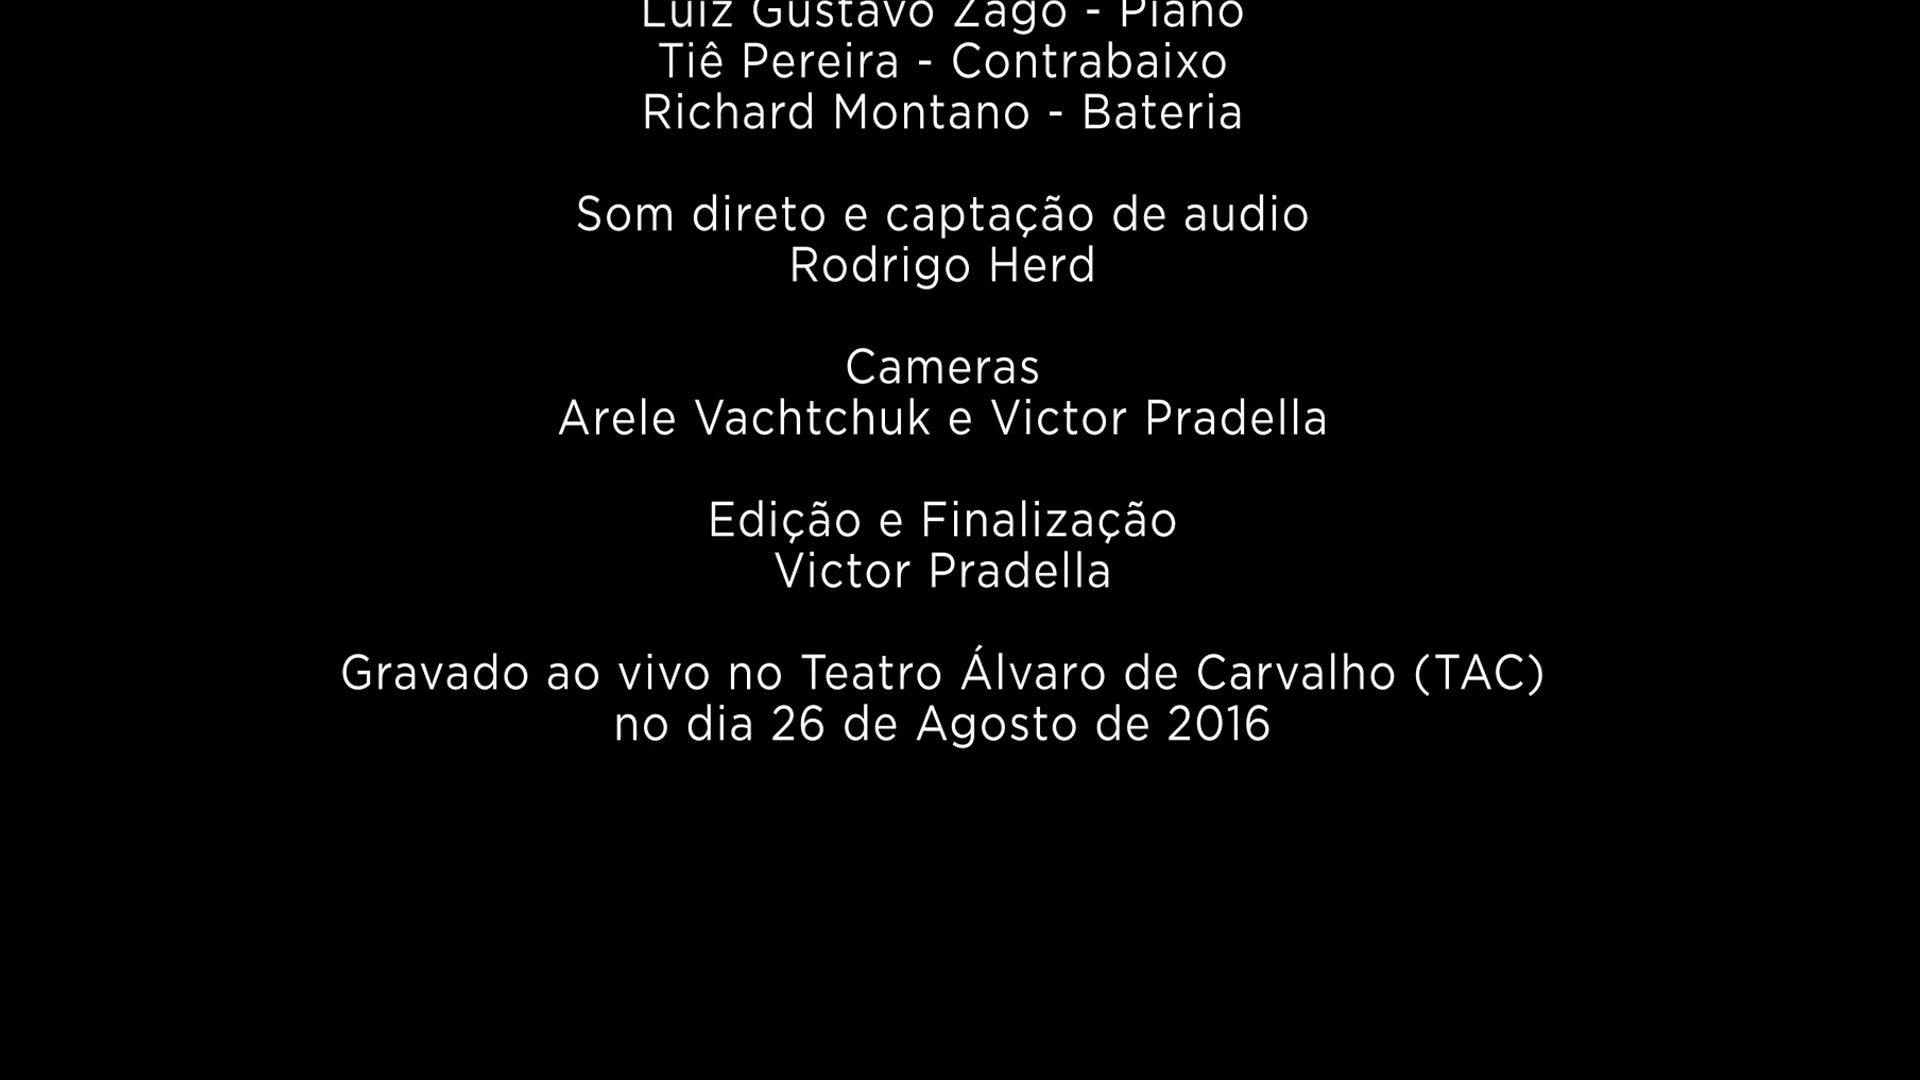 Luiz Gustavo Zago - Piano
Tiê Pereira - Contrabaixo
Richard Montano - Bateria
Som direto e captação de audio
Rodrigo Herd
Cameras
Arele Vachtchuk e Victor Pradella
Edição e Finalização
Victor Pradella
Gravado ao vivo no Teatro Álvaro de Carvalho (TAC)
no dia 26 de Agosto de 2016